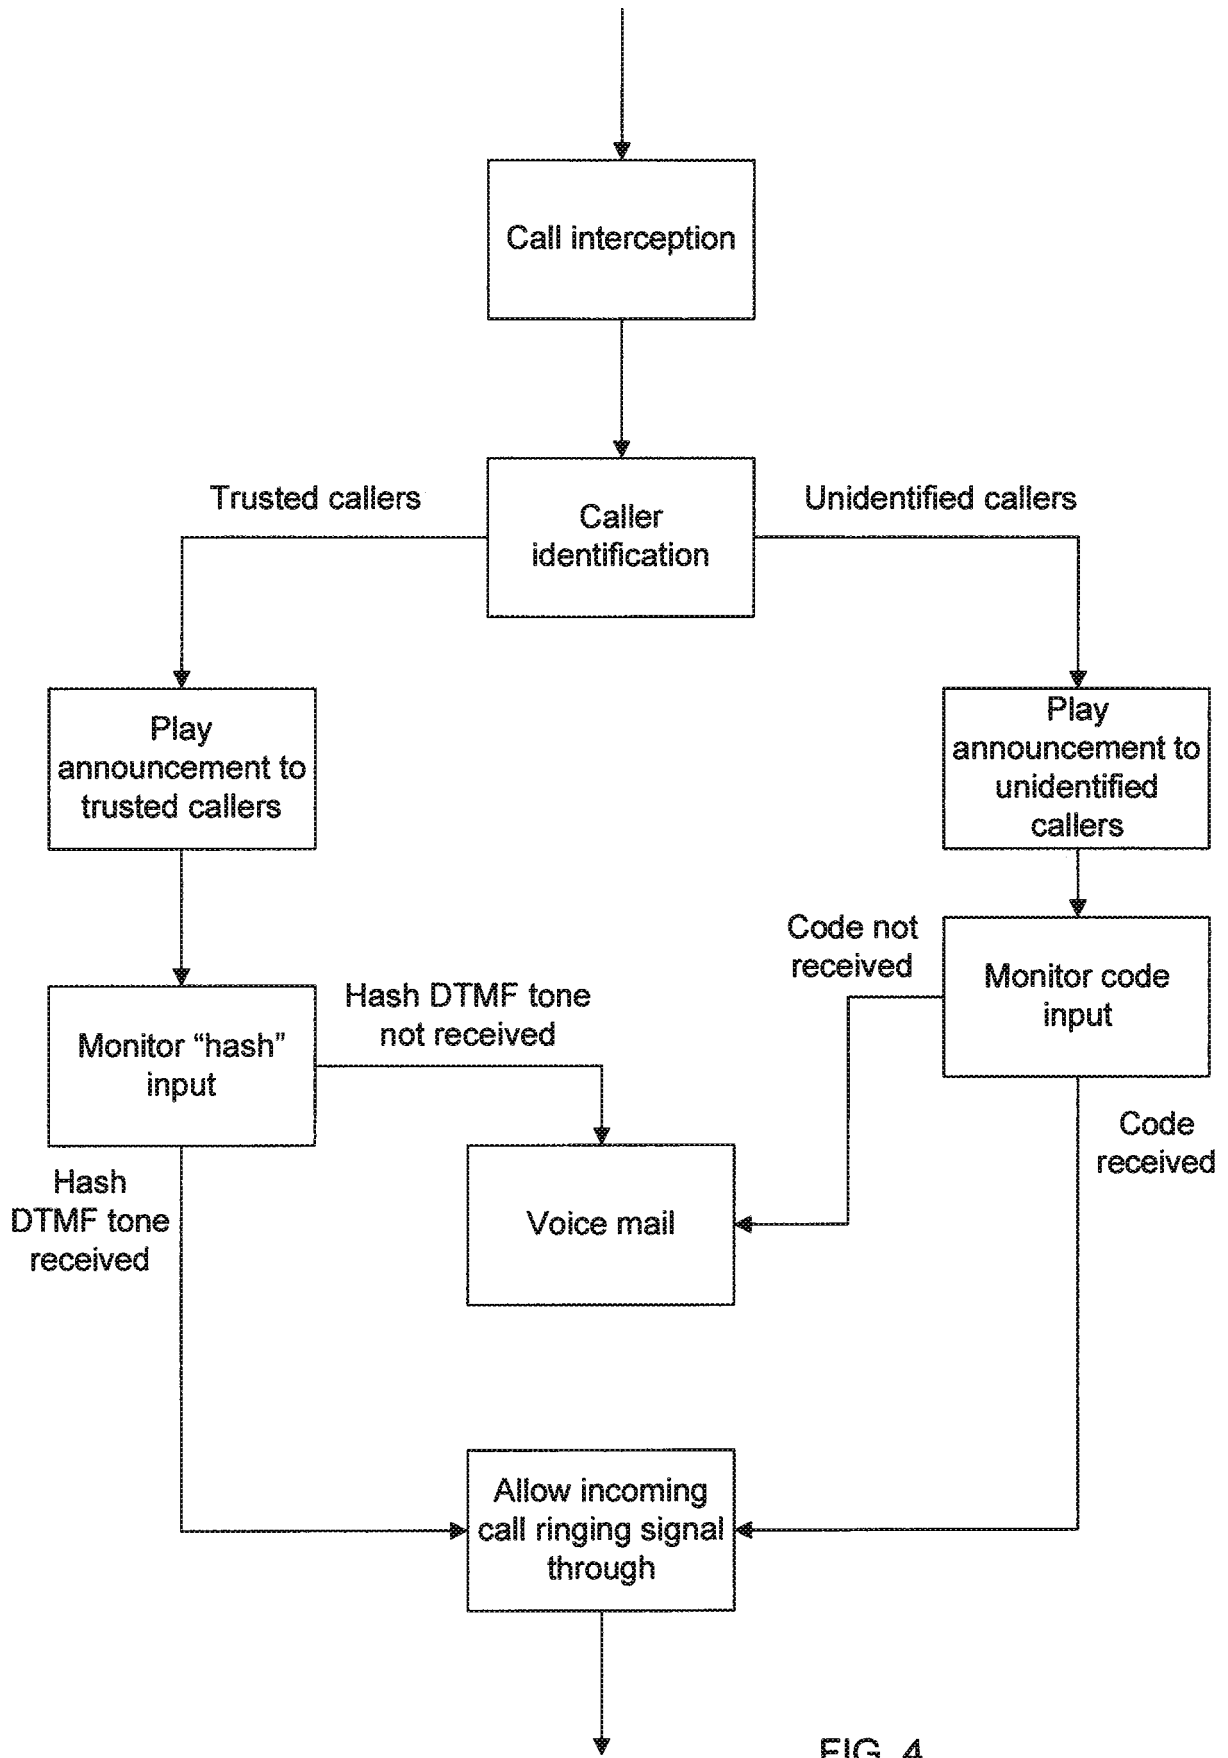 Call interception
Trusted callers
Unidentified callers
Caller
identification
Play
announcement to
trusted callers
Play
announcement to
unidentified
callers
Code not
received
Monitor code
input
Hash DTMF tone
not received
Monitor “hash”
input
Code
received
Hash
DTMF tone
received
Voice mail
Allow incoming
call ringing signal
through
FIG. 4